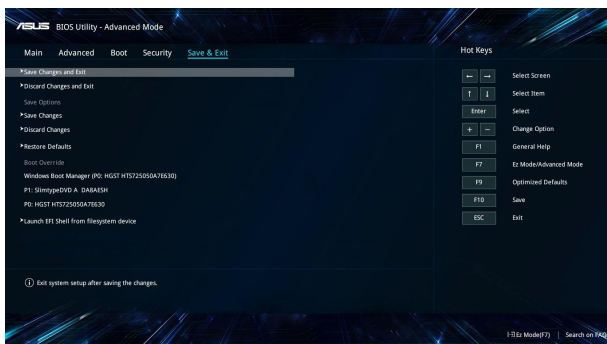 ASUS BIOS Utility - Advanced Mode
Main Advanced Boot Security Save & Exit
Hot Keys
Save Changes and Exit
Discard Changes and Exit
Save Options
Save Changes
Discard Changes
Restore Defaults
Boot Override
Windows Boot Manager (P0: HGST HTS725050A7E630)
P1: SlimtypeDVD A DA8AESH
P0: HGST HTS725050A7E630
Launch EFI Shell from filesystem device
← → Select Screen
↑ ↓ Select Item
Enter Select
+ − Change Option
F1 General Help
F7 Ez Mode/Advanced Mode
F9 Optimized Defaults
F10 Save
ESC Exit
Exit system setup after saving the changes.
Ez Mode(F7) | Search on FAQ